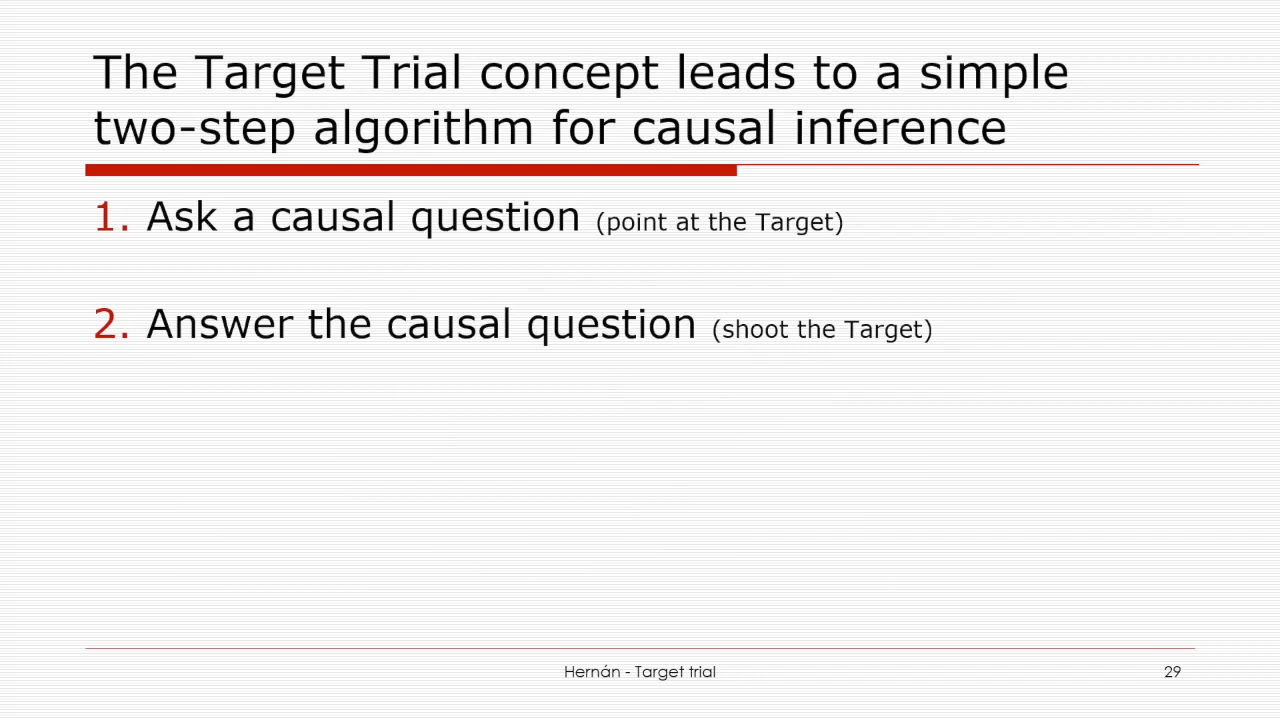 The Target Trial concept leads to a simple
two-step algorithm for causal inference
1. Ask a causal question (point at the Target)
2. Answer the causal question (shoot the Target)
Hernán - Target trial
29